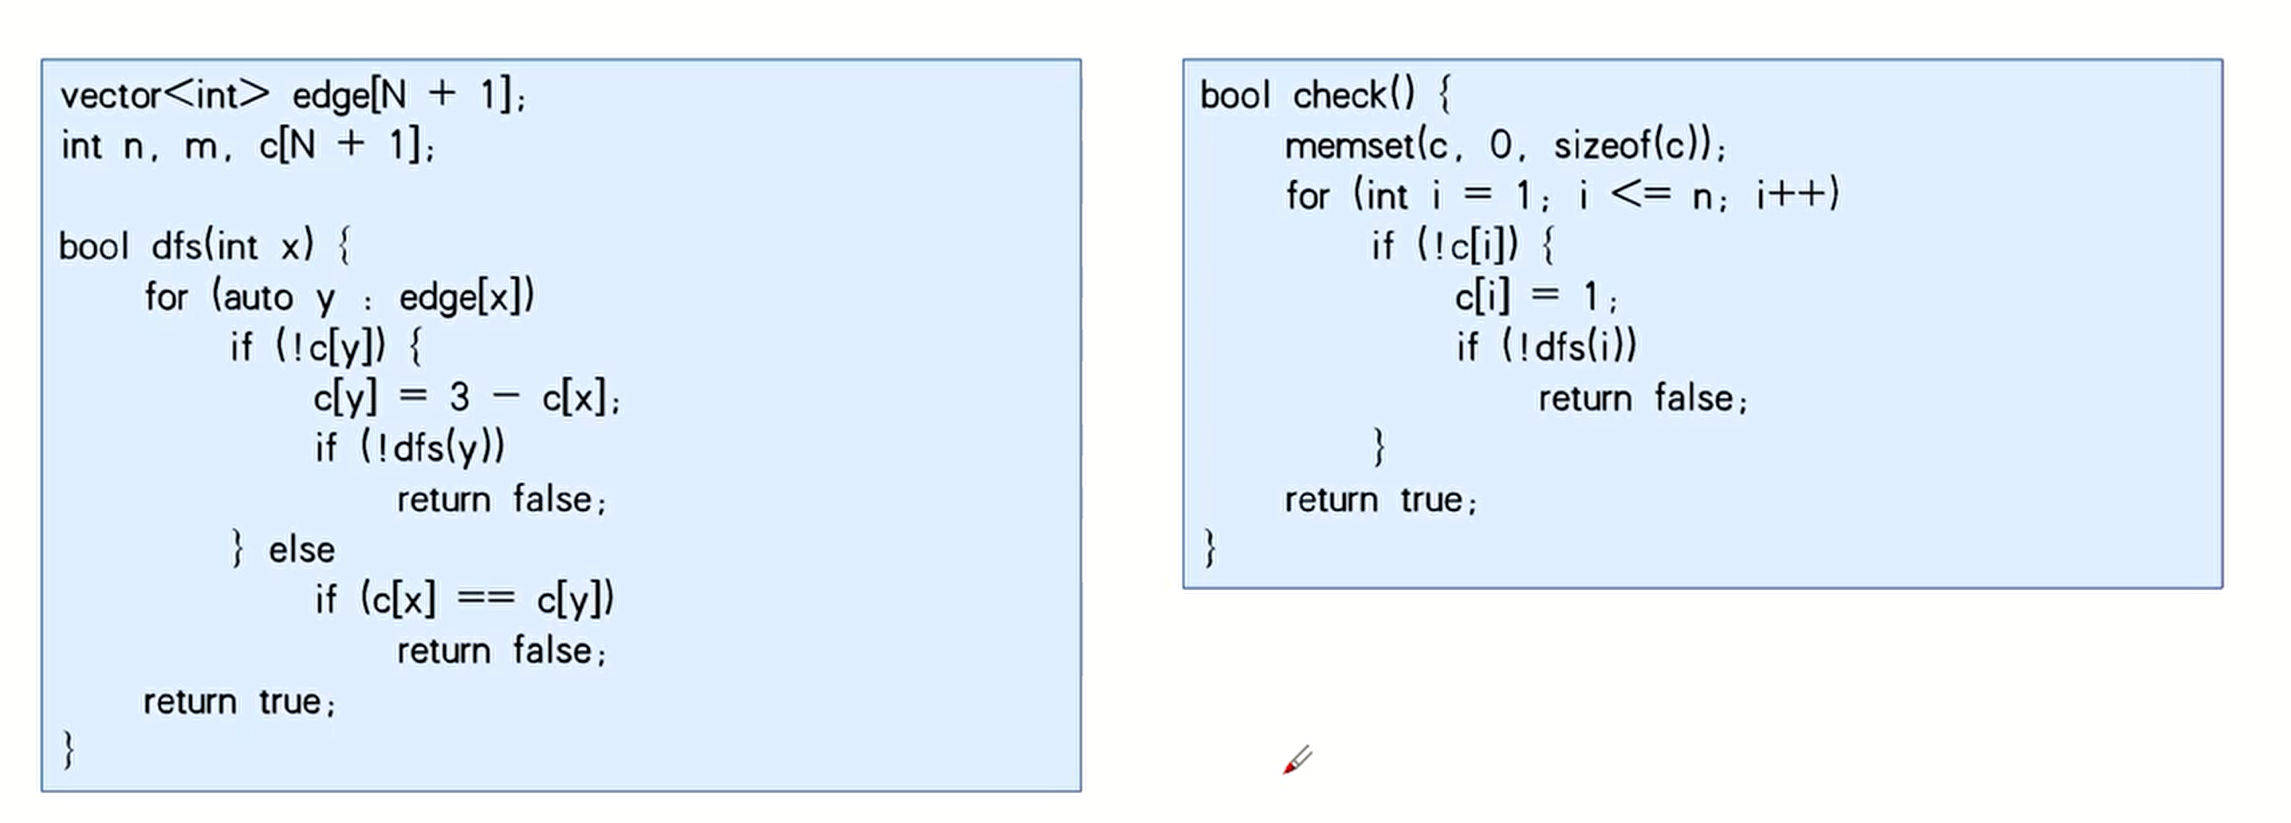 vector<int> edge[N + 1];
int n, m, c[N + 1];
bool dfs(int x) {
for (auto y : edge[x])
if (!c[y]) {
c[y] = 3 - c[x];
if (!dfs(y))
return false;
} else
if (c[x] == c[y])
return false;
return true;
}
bool check() {
memset(c, 0, sizeof(c));
for (int i = 1; i <= n; i++)
if (!c[i]) {
c[i] = 1;
if (!dfs(i))
return false;
}
return true;
}